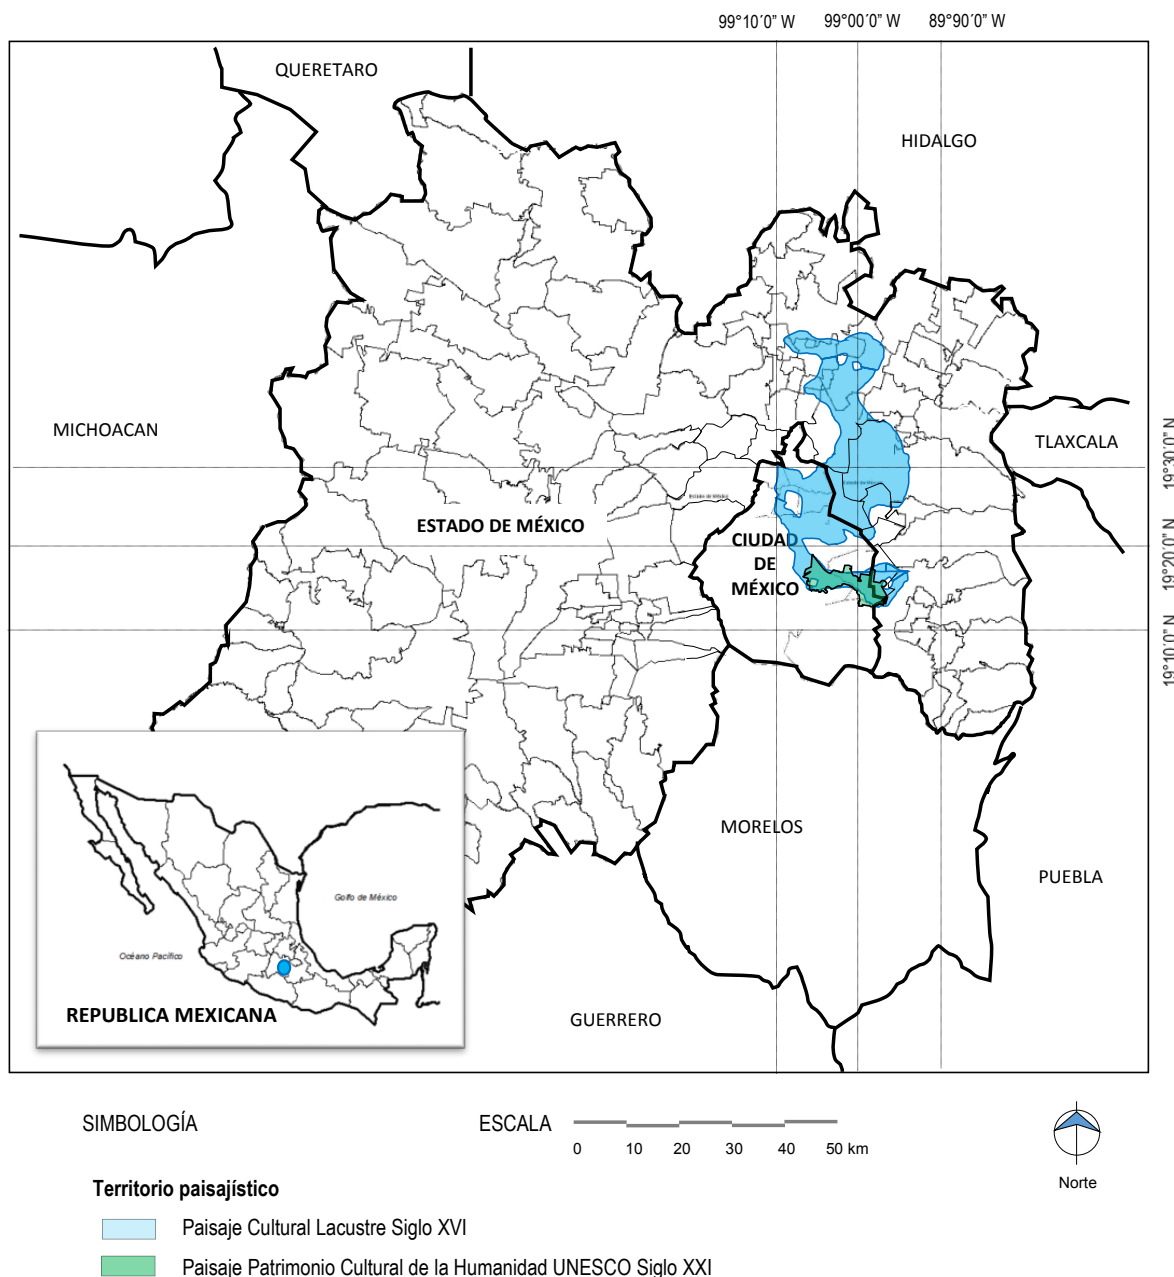 99°10´0” W 99°00´0” W 89°90´0” W
QUERETARO
HIDALGO
MICHOACAN
TLAXCALA
19°30´0” N
Estado de México
ESTADO DE MÉXICO
CIUDAD
DE
MÉXICO
19°20´0” N
19°10´0” N
MORELOS
PUEBLA
Golfo de México
Océano Pacífico
REPUBLICA MEXICANA
GUERRERO
SIMBOLOGÍA
ESCALA
0 10 20 30 40 50 km
Norte
Territorio paisajístico
Paisaje Cultural Lacustre Siglo XVI
Paisaje Patrimonio Cultural de la Humanidad UNESCO Siglo XXI